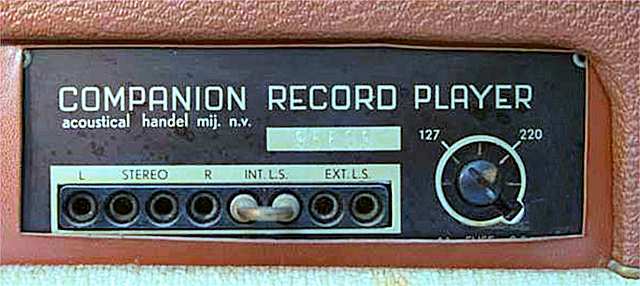 COMPANION RECORD PLAYER
acoustical handel mij. n.v.
127 220
L STEREO R INT. L.S. EXT. L.S.